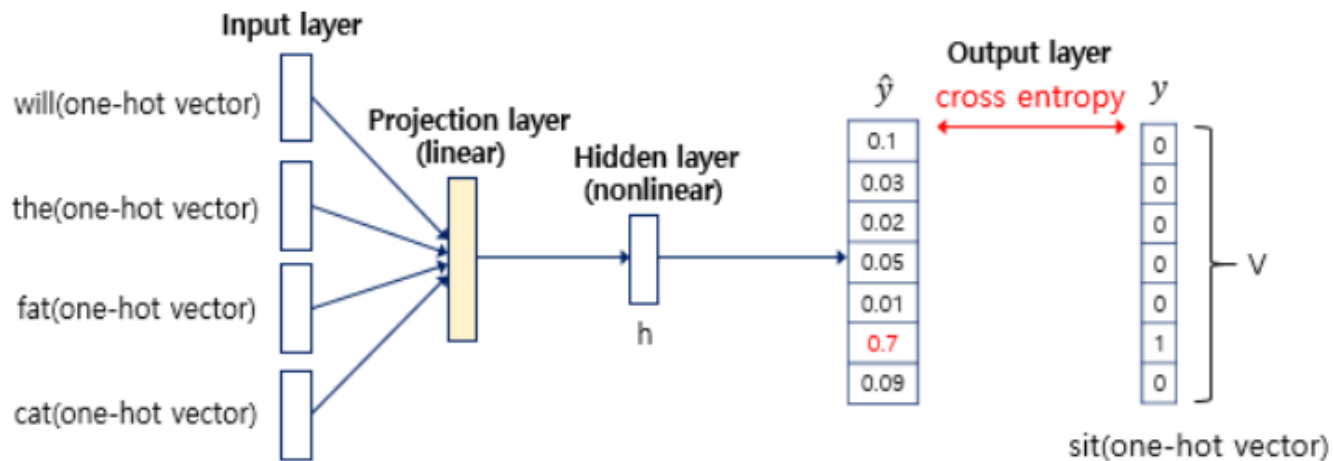 Input layer
will(one-hot vector)
the(one-hot vector)
fat(one-hot vector)
cat(one-hot vector)
Projection layer
(linear)
Hidden layer
(nonlinear)
h
Output layer
ŷ
cross entropy
y
0.1
0.03
0.02
0.05
0.01
0.7
0.09
0
0
0
0
0
1
0
V
sit(one-hot vector)